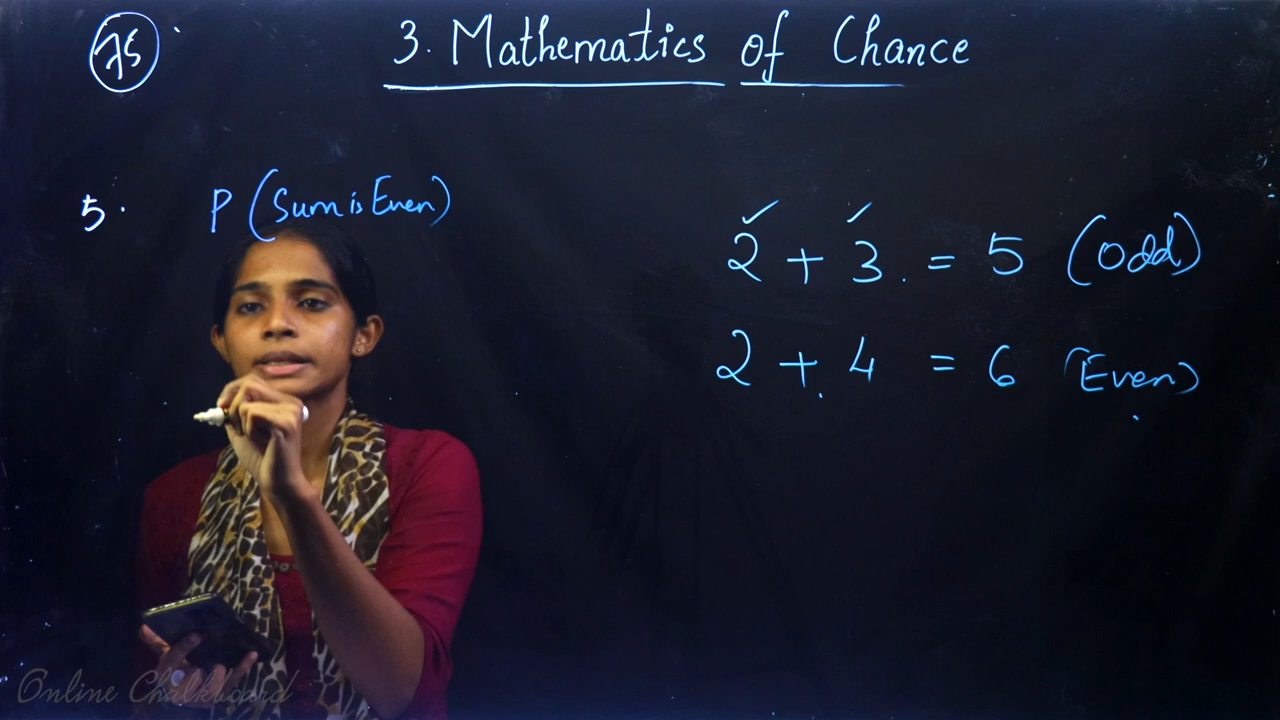 75
3. Mathematics of Chance
5. P (Sum is Even)
2 + 3 = 5 (Odd)
2 + 4 = 6 (Even)
Online Chalkboard